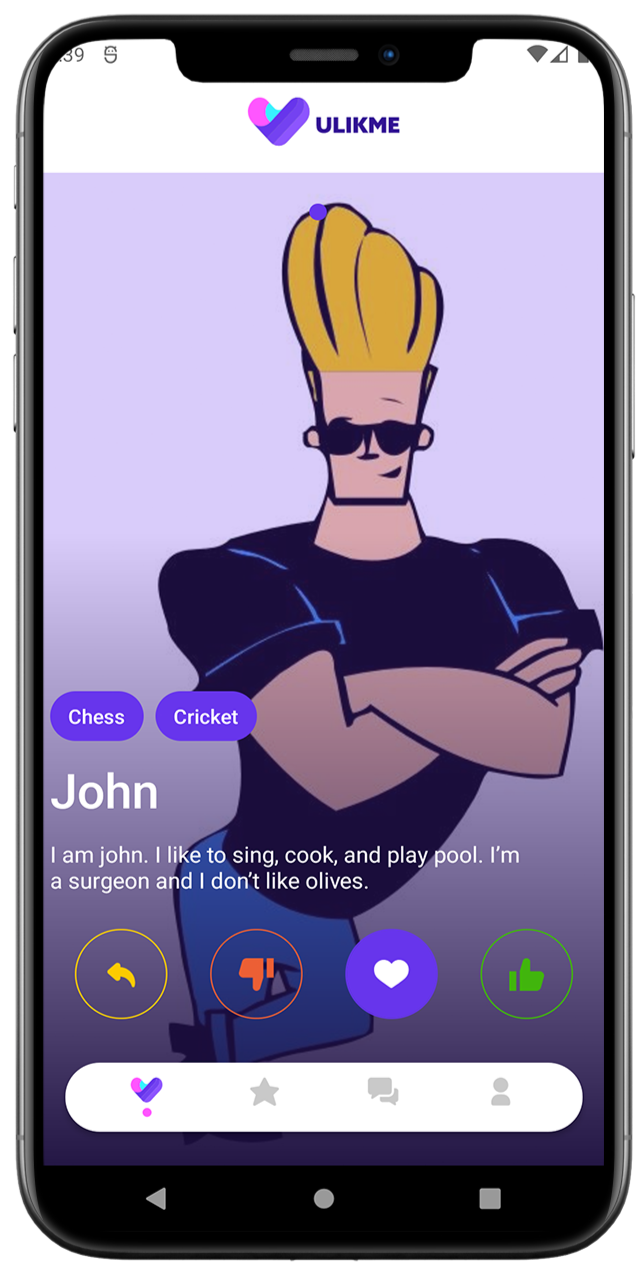 :39
ULIKME
Chess
Cricket
John
I am john. I like to sing, cook, and play pool. I’m
a surgeon and I don’t like olives.